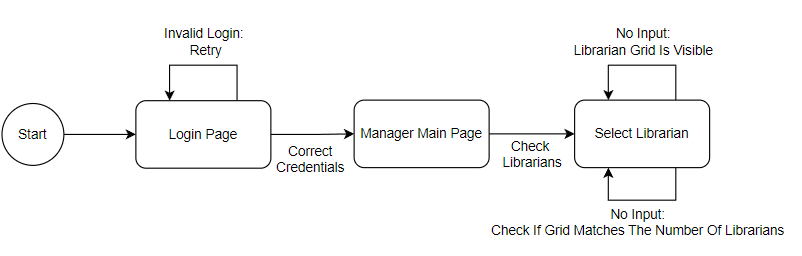 Invalid Login:
Retry
No Input:
Librarian Grid Is Visible
Start
Login Page
Manager Main Page
Select Librarian
Correct
Credentials
Check
Librarians
No Input:
Check If Grid Matches The Number Of Librarians